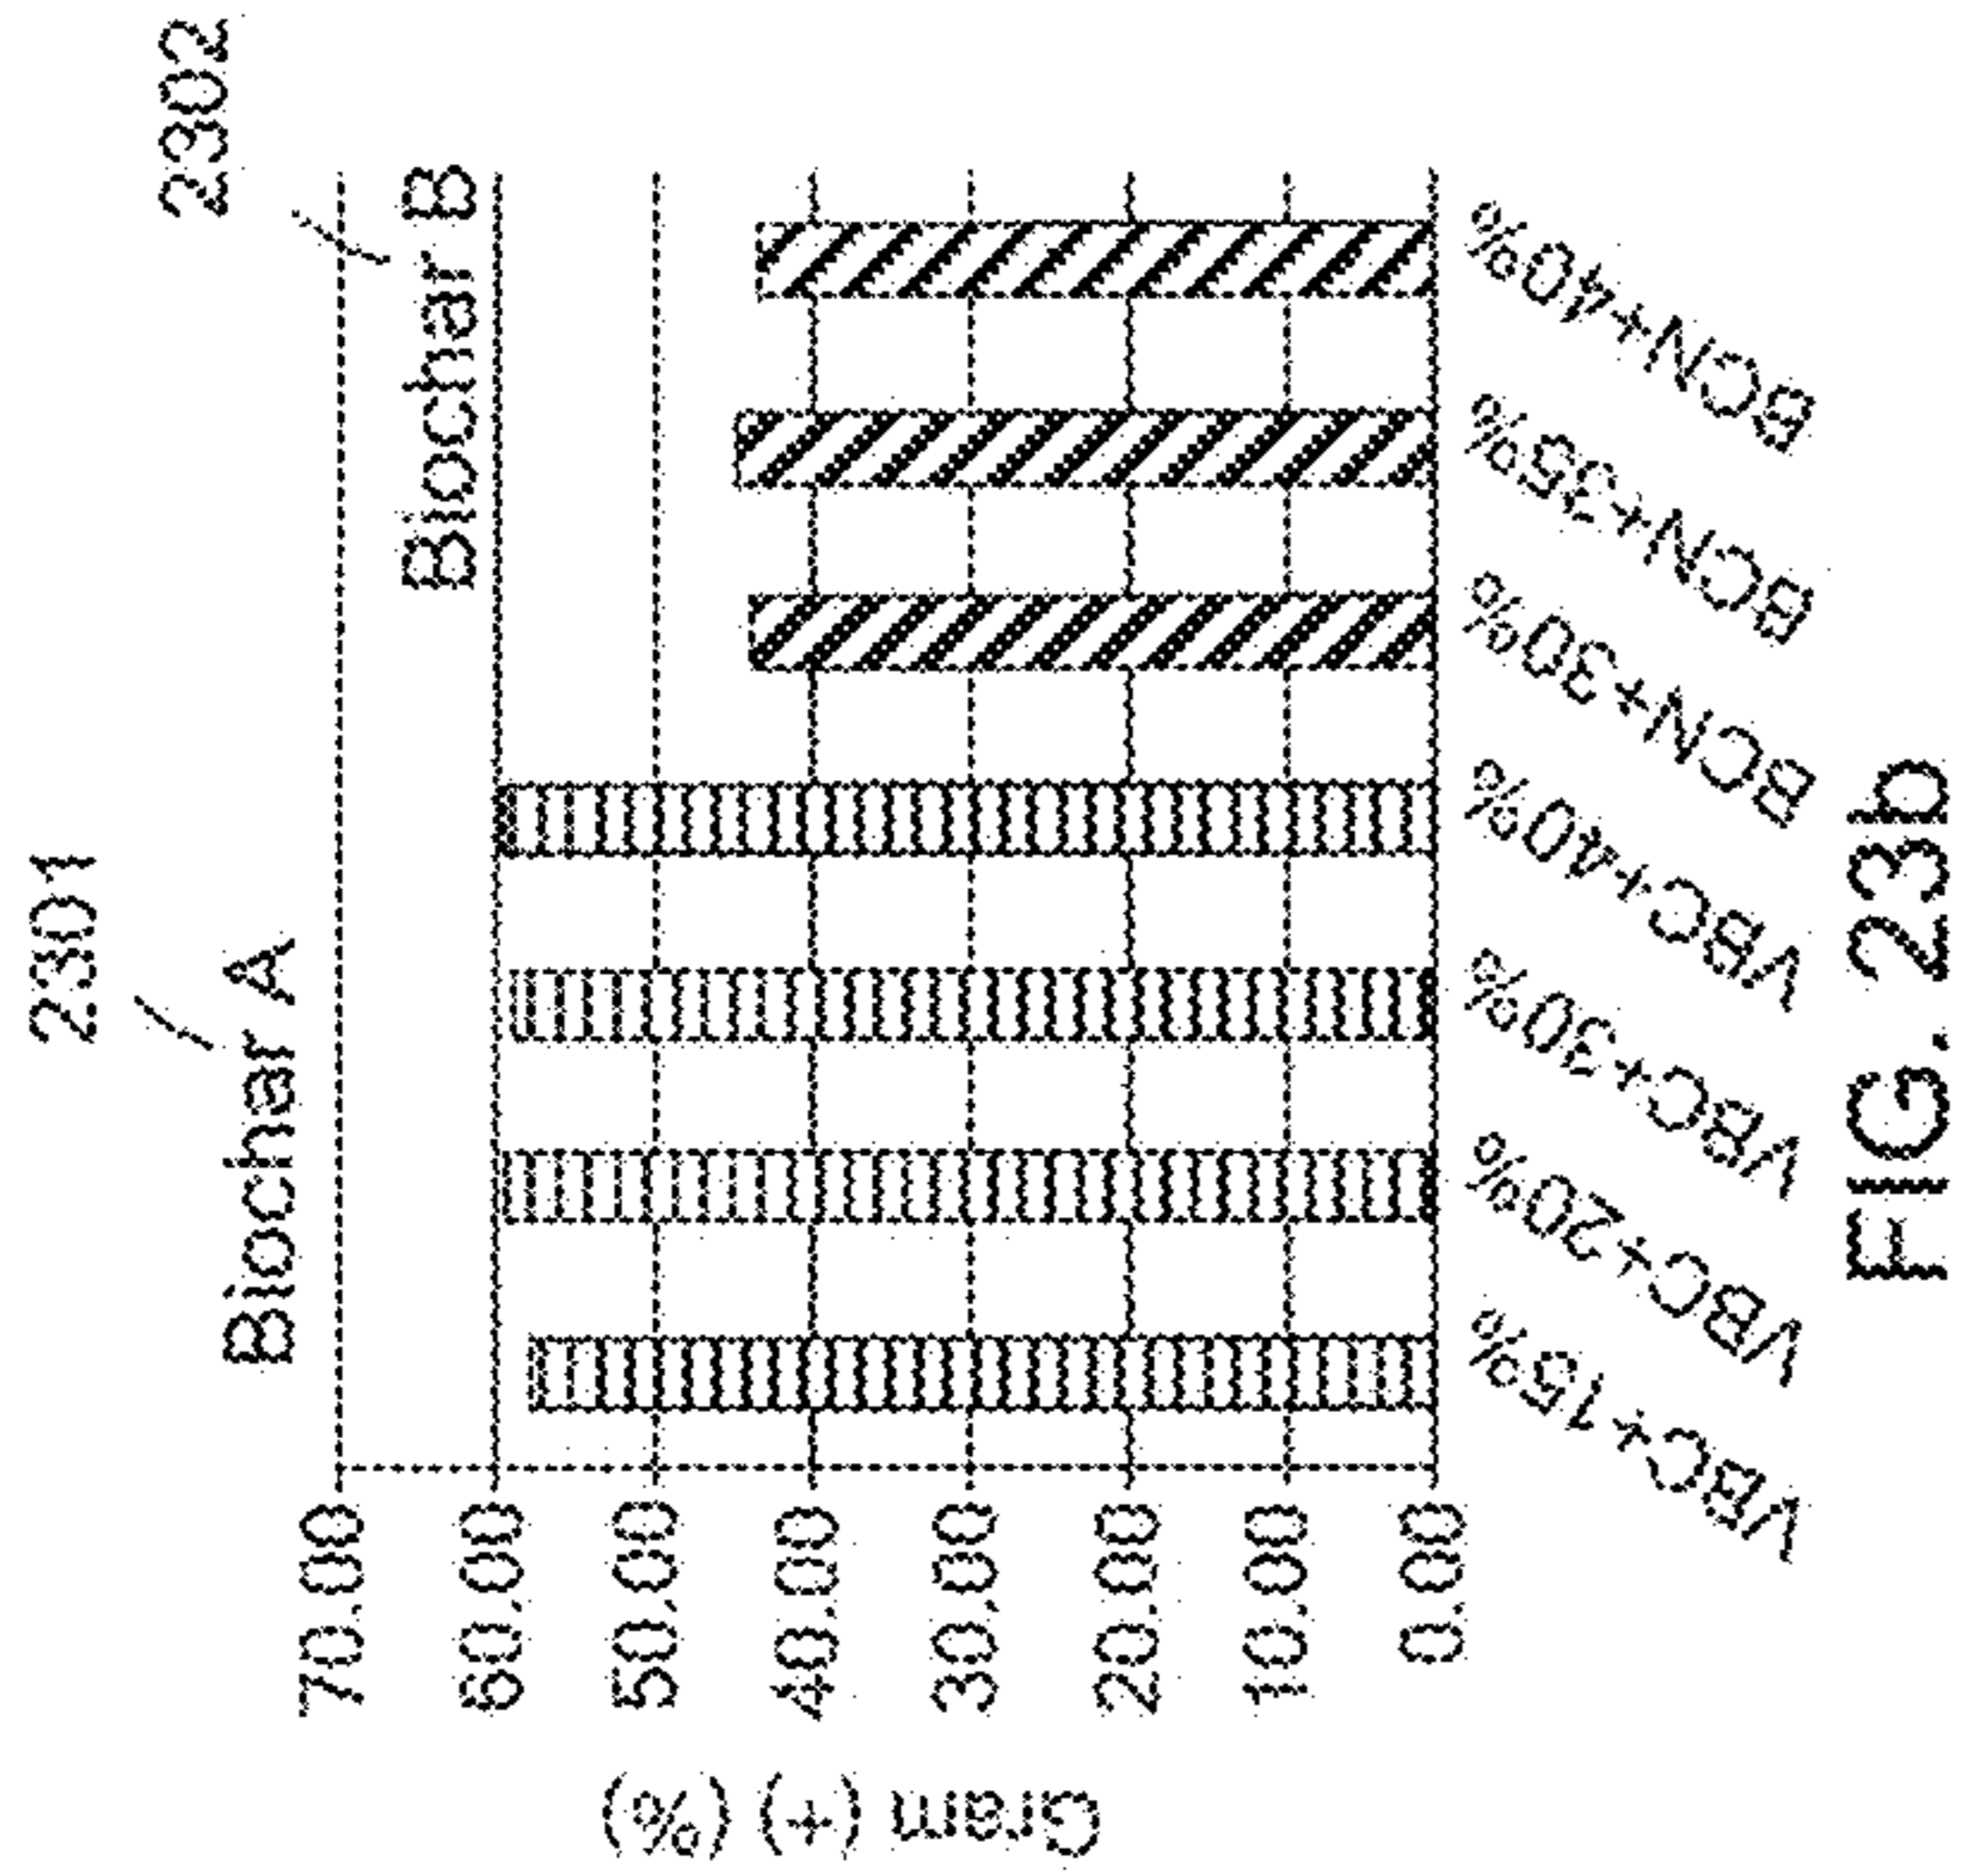 2301
2302
Biochar A
Biochar B
Gram (+) (%)
70.00
60.00
50.00
40.00
30.00
20.00
10.00
0.00
VBC+15%
VBC+20%
VBC+30%
VBC+40%
BCN+30%
BCN+35%
BCN+40%
FIG. 23b